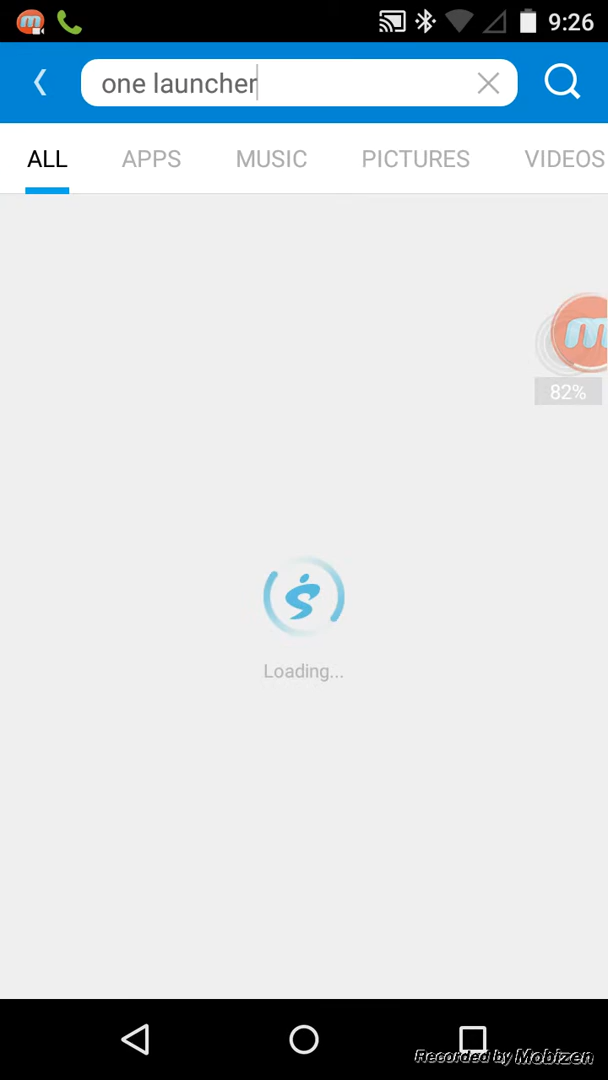 9:26
one launcher
ALL APPS MUSIC PICTURES VIDEOS
m
82%
Loading...
Recorded by Mobizen